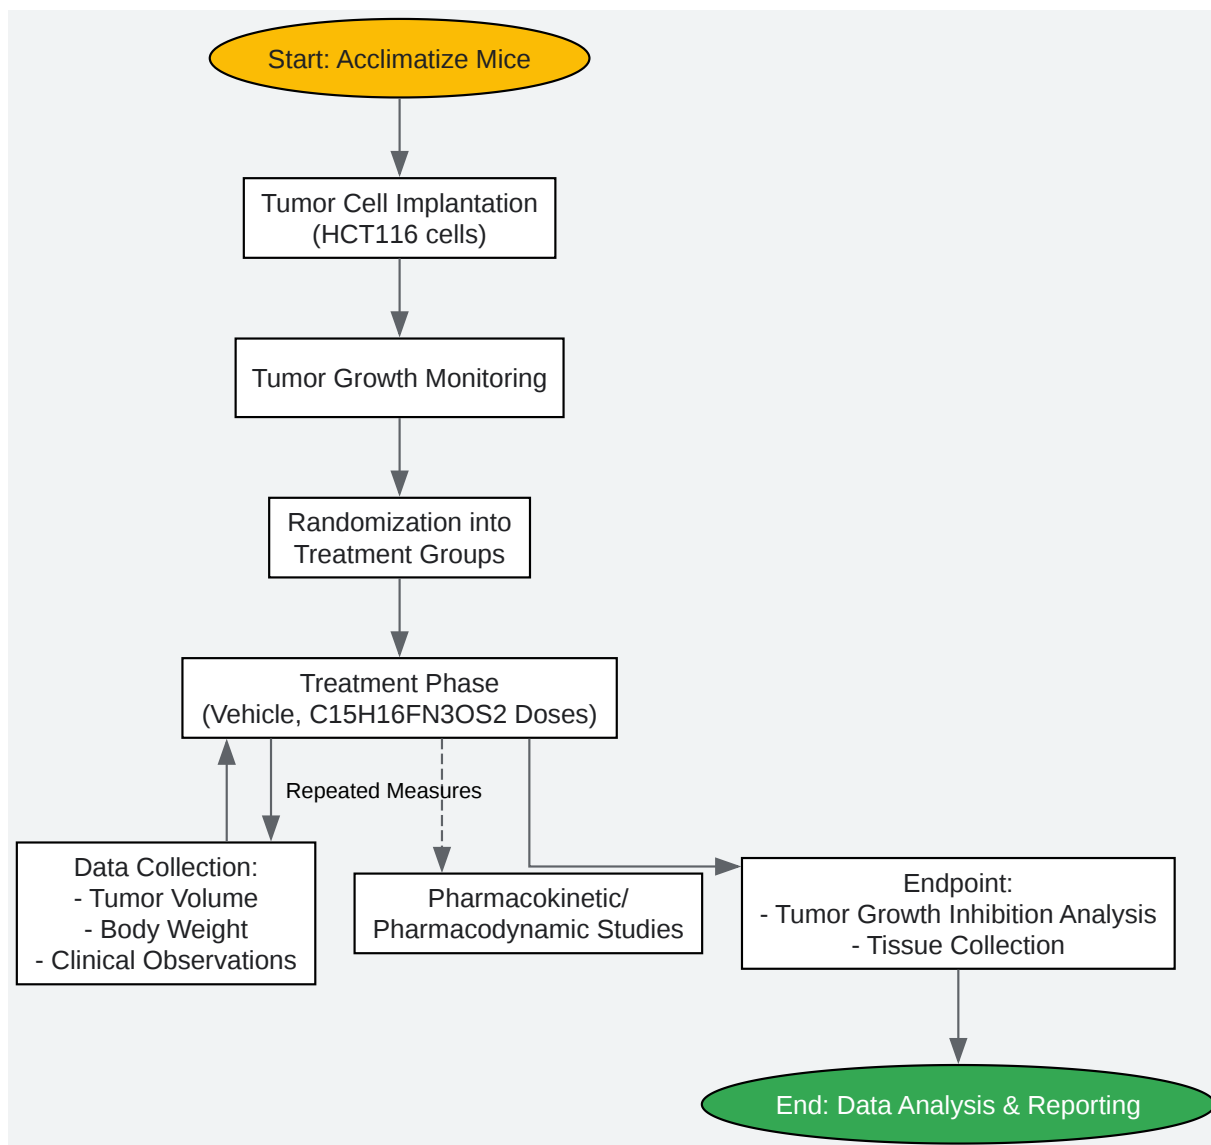 Start: Acclimatize Mice
Tumor Cell Implantation
(HCT116 cells)
Tumor Growth Monitoring
Randomization into
Treatment Groups
Treatment Phase
(Vehicle, C15H16FN3OS2 Doses)
Repeated Measures
Data Collection:
- Tumor Volume
- Body Weight
- Clinical Observations
Pharmacokinetic/
Pharmacodynamic Studies
Endpoint:
- Tumor Growth Inhibition Analysis
- Tissue Collection
End: Data Analysis & Reporting